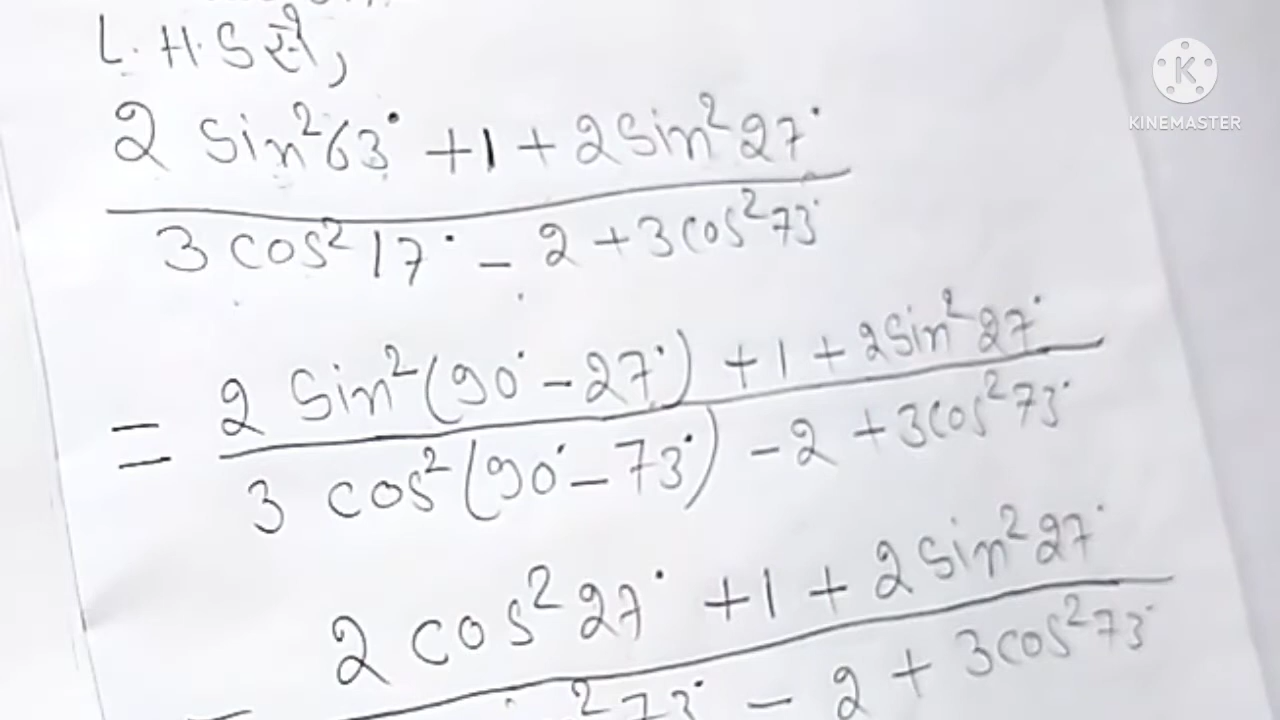 L.H.S से,
2 Sin²63° + 1 + 2 Sin²27°
3 cos²17° - 2 + 3 cos²73°
= 2 Sin²(90° - 27°) + 1 + 2 Sin²27°
3 cos²(90° - 73°) - 2 + 3 cos²73°
2 cos²27° + 1 + 2 Sin²27°
²73° - 2 + 3 cos²73°
KINEMASTER